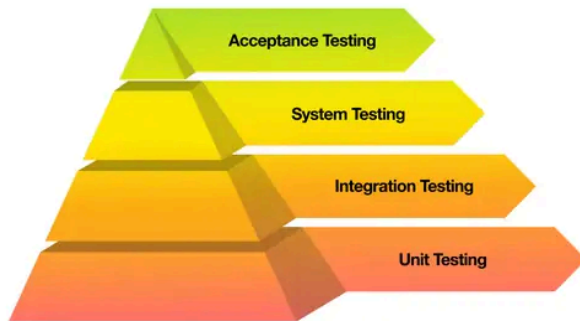 Acceptance Testing
System Testing
Integration Testing
Unit Testing